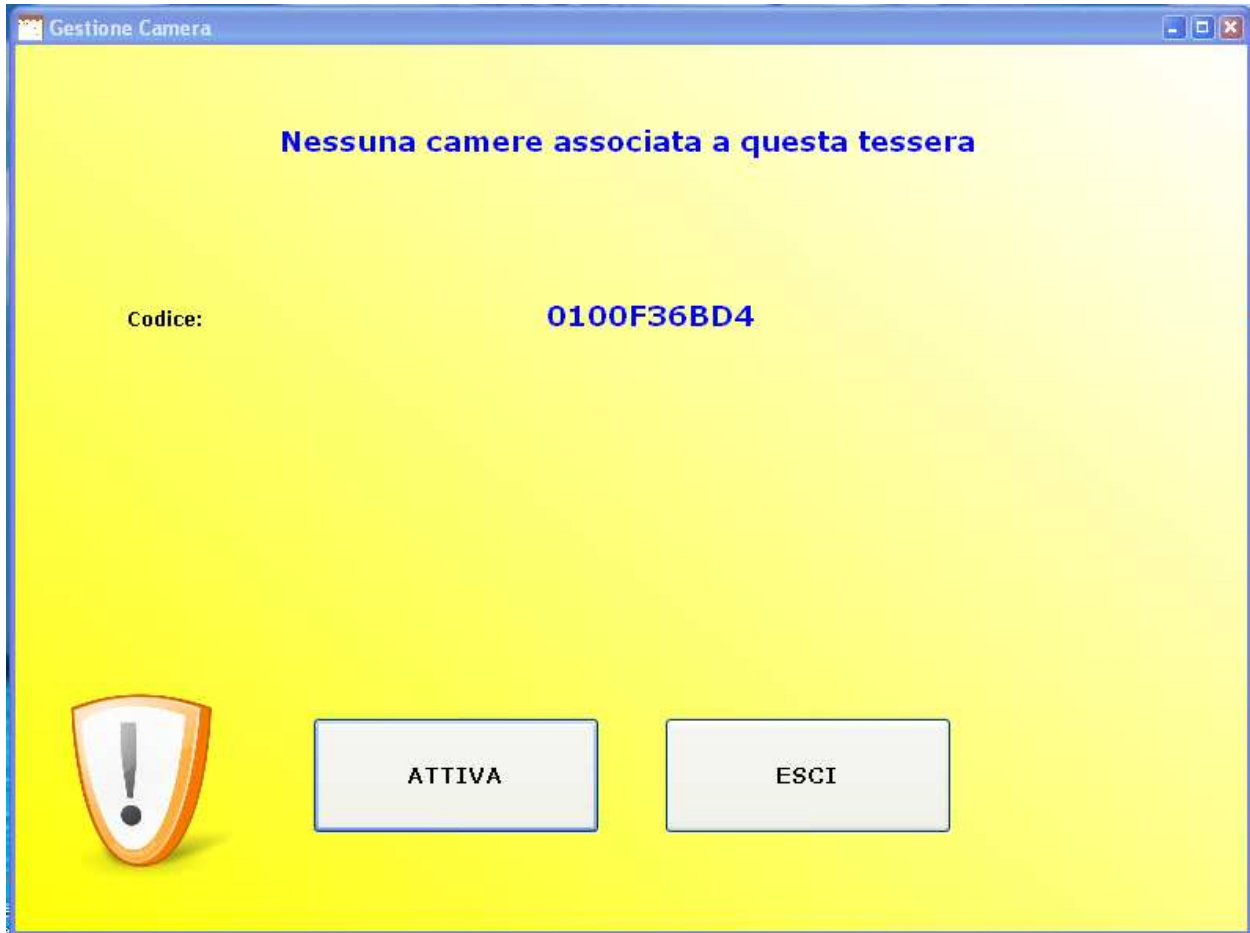 Gestione Camera
Nessuna camere associata a questa tessera
Codice: 0100F36BD4
ATTIVA ESCI